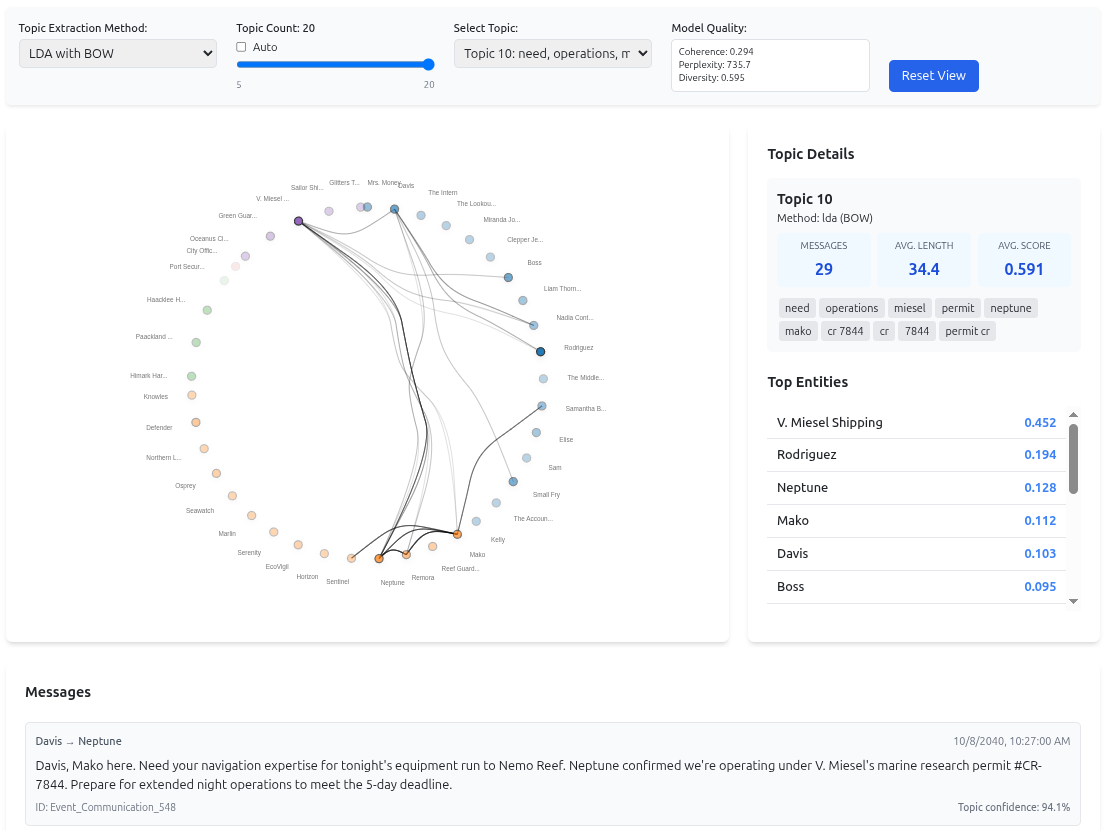 Topic Extraction Method:
LDA with BOW
Topic Count: 20
Auto
5
20
Select Topic:
Topic 10: need, operations, m
Model Quality:
Coherence: 0.294
Perplexity: 735.7
Diversity: 0.595
Reset View
Sailor Shi...
Glitters T...
Mrs. Money
Davis
The Intern
The Lookou...
Miranda Jo...
Clepper Je...
Boss
Liam Thom...
Nadia Cont...
Rodriguez
The Middle...
Samantha B...
Elise
Sam
Small Fry
The Accoun...
Kelly
Mako
Reef Guard...
Remora
Neptune
Sentinel
Horizon
EcoVigil
Serenity
Marlin
Seawatch
Osprey
Northern L...
Defender
Knowles
Himark Har...
Paackland ...
Haacklee H...
Port Secur...
City Offic...
Oceanus Ci...
Green Guar...
V. Miesel ...
Topic Details
Topic 10
Method: lda (BOW)
MESSAGES
29
AVG. LENGTH
34.4
AVG. SCORE
0.591
need operations miesel permit neptune
mako cr 7844 cr 7844 permit cr
Top Entities
V. Miesel Shipping 0.452
Rodriguez 0.194
Neptune 0.128
Mako 0.112
Davis 0.103
Boss 0.095
Messages
Davis → Neptune 10/8/2040, 10:27:00 AM
Davis, Mako here. Need your navigation expertise for tonight's equipment run to Nemo Reef. Neptune confirmed we're operating under V. Miesel's marine research permit #CR-
7844. Prepare for extended night operations to meet the 5-day deadline.
ID: Event_Communication_548 Topic confidence: 94.1%